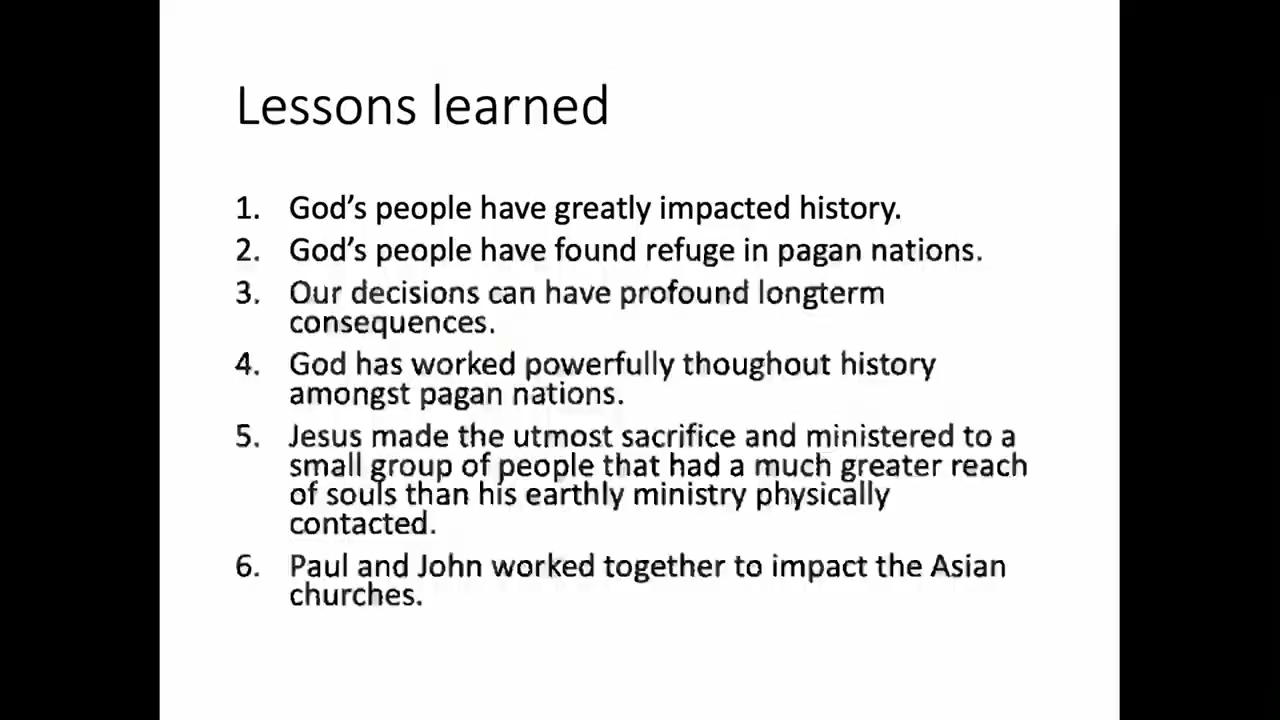 Lessons learned
1. God’s people have greatly impacted history.
2. God’s people have found refuge in pagan nations.
3. Our decisions can have profound longterm
consequences.
4. God has worked powerfully thoughout history
amongst pagan nations.
5. Jesus made the utmost sacrifice and ministered to a
small group of people that had a much greater reach
of souls than his earthly ministry physically
contacted.
6. Paul and John worked together to impact the Asian
churches.